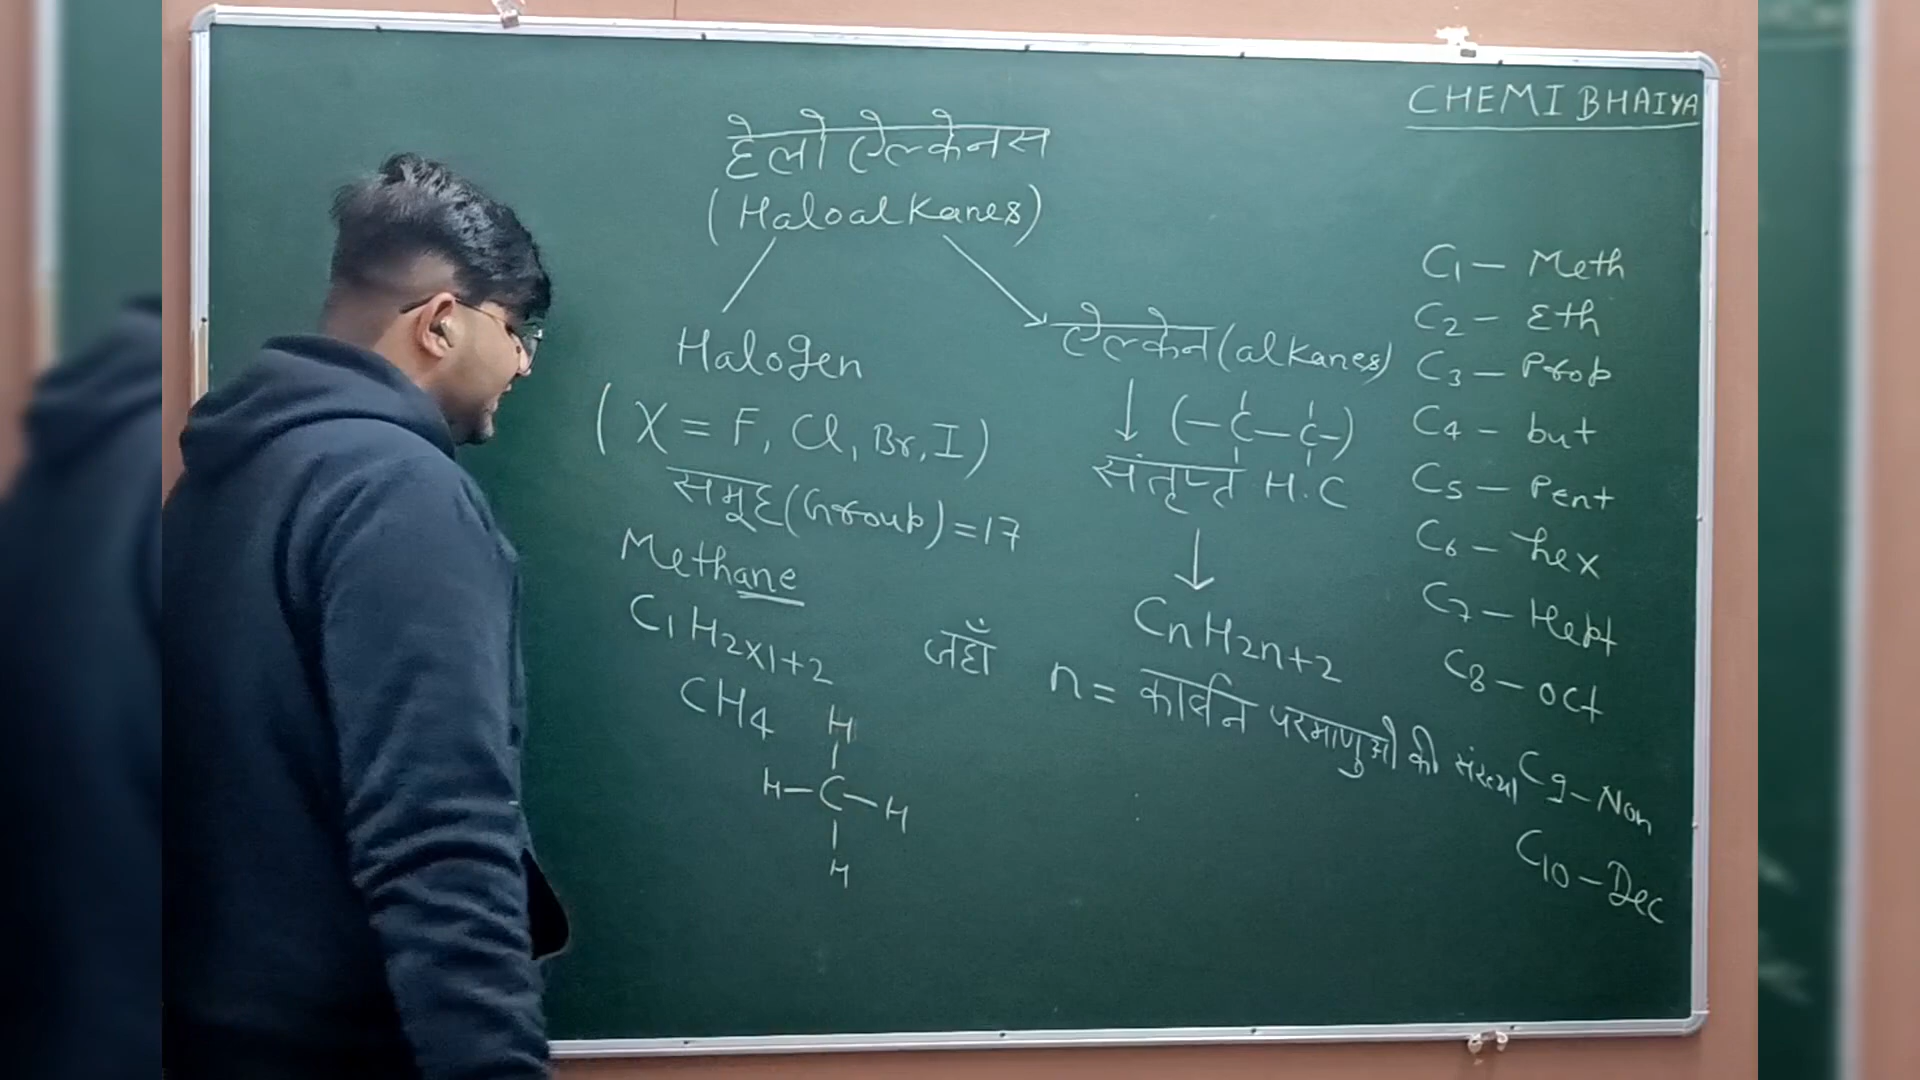 CHEMI BHAIYA
हेलो ऐल्केनस
(Haloalkanes)
Halogen
(X = F, Cl, Br, I)
समूह (Group) = 17
Methane
C₁H₂ₓ₁₊₂
CH₄
H
H–C–H
H
ऐल्केन (alkanes)
(–C–C–)
संतृप्त H.C
CnH2n+2
जहाँ n = कार्बन परमाणुओ की संख्या
C₁ – Meth
C₂ – Eth
C₃ – Prop
C₄ – but
C₅ – Pent
C₆ – hex
C₇ – Hept
C₈ – oct
C₉ – Non
C₁₀ – Dec